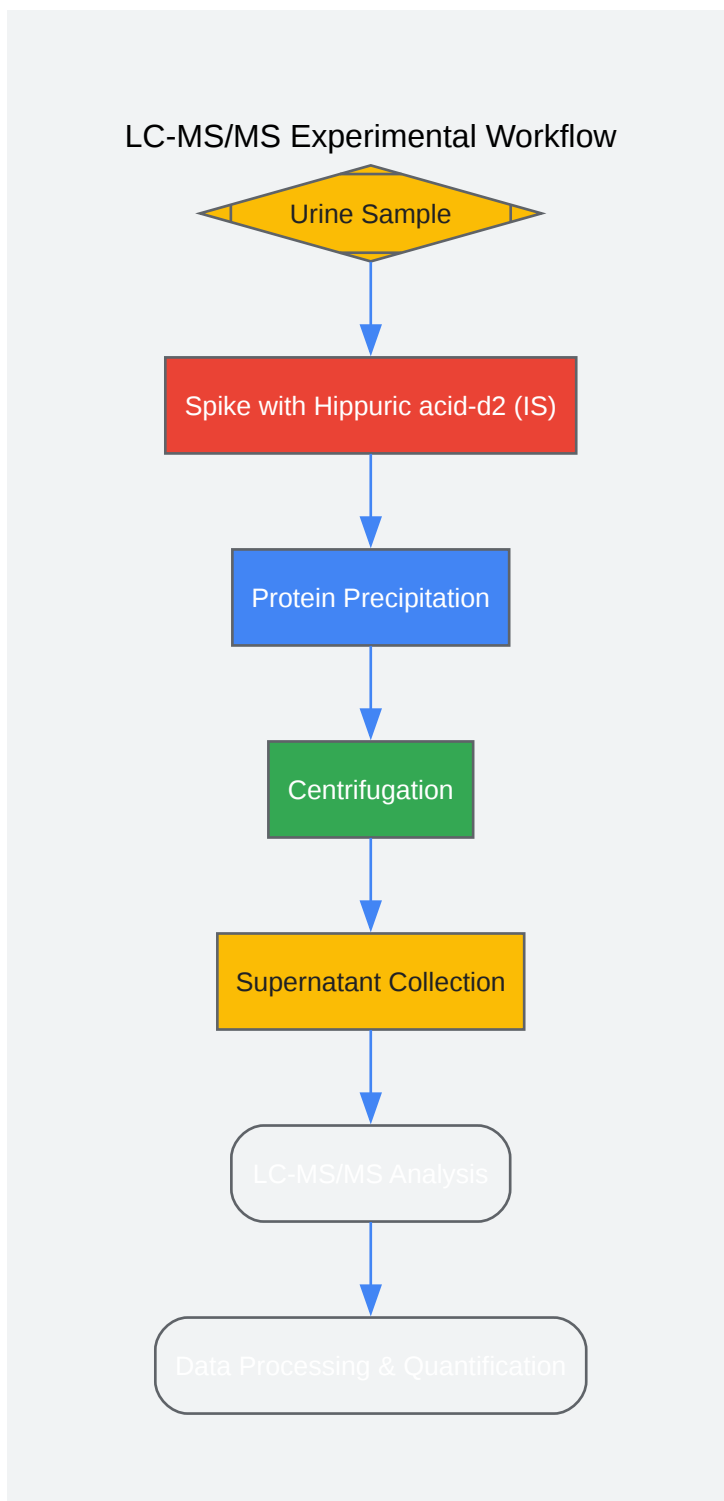 LC-MS/MS Experimental Workflow
Urine Sample
Spike with Hippuric acid-d2 (IS)
Protein Precipitation
Centrifugation
Supernatant Collection
LC-MS/MS Analysis
Data Processing & Quantification